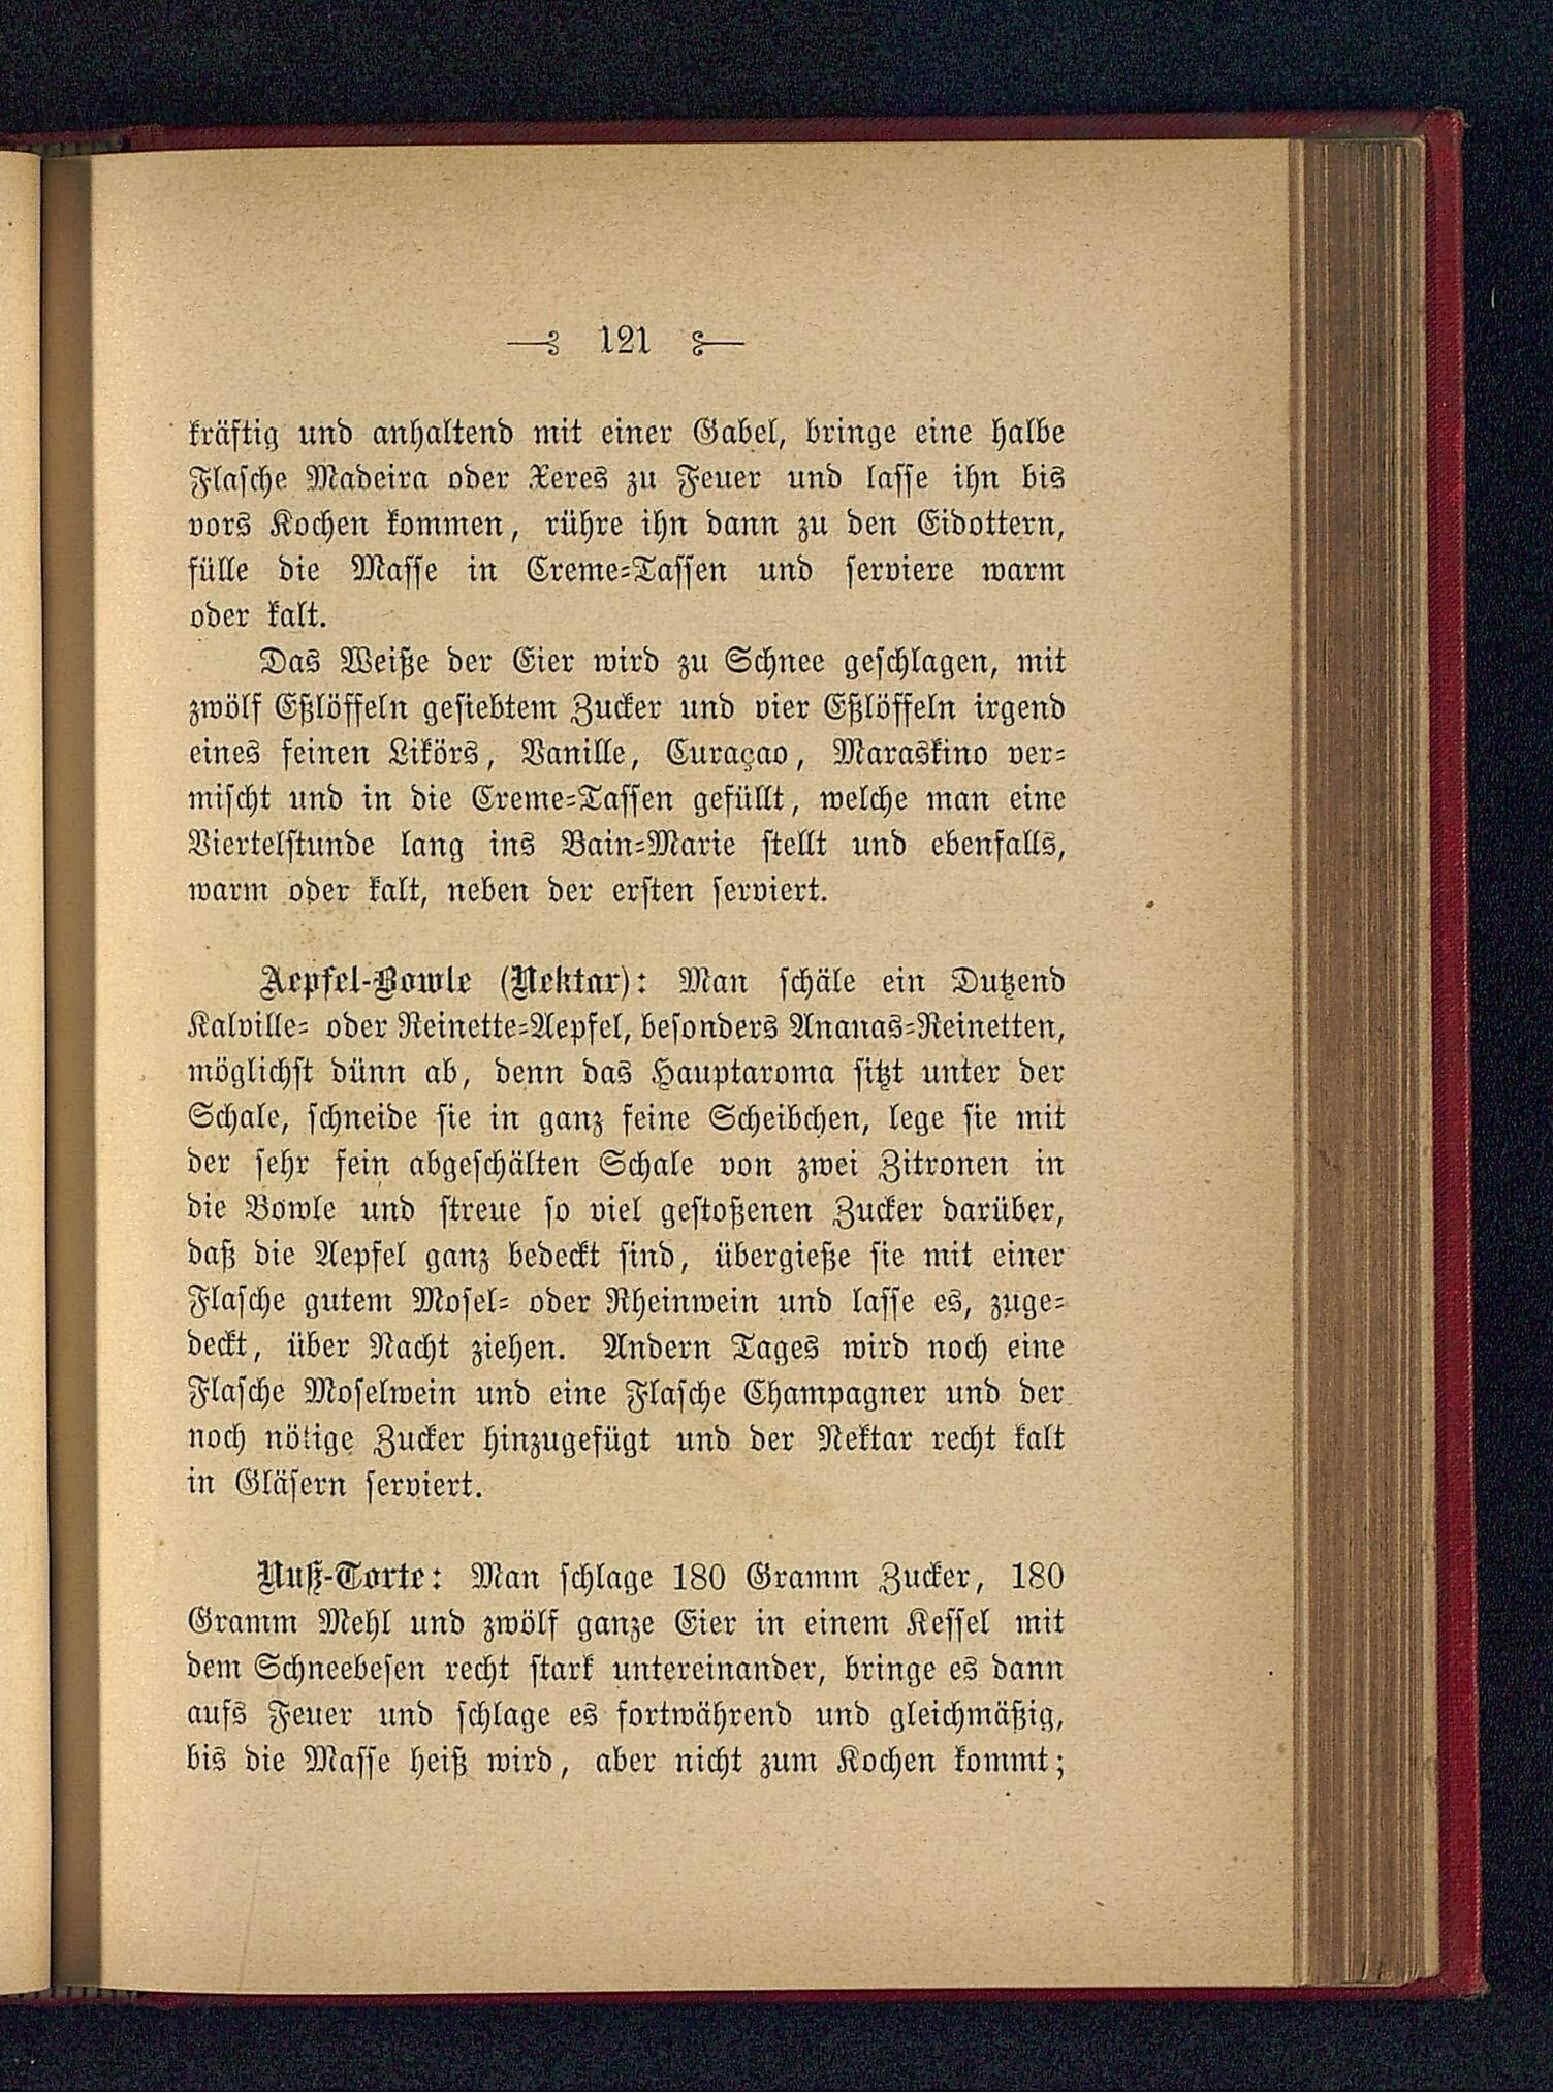 121
kräftig und anhaltend mit einer Gabel, bringe eine halbe
Flasche Madeira oder Xeres zu Feuer und lasse ihn bis
vors Kochen kommen, rühre ihn dann zu den Eidottern,
fülle die Masse in Creme-Tassen und serviere warm
oder kalt.
Das Weiße der Eier wird zu Schnee geschlagen, mit
zwölf Eßlöffeln gesiebtem Zucker und vier Eßlöffeln irgend
eines feinen Likörs, Vanille, Curaçao, Maraskino ver-
mischt und in die Creme-Tassen gefüllt, welche man eine
Viertelstunde lang ins Bain-Marie stellt und ebenfalls,
warm oder kalt, neben der ersten serviert.
Aepfel-Bowle (Nektar): Man schäle ein Dutzend
Kalville- oder Reinette-Aepfel, besonders Ananas-Reinetten,
möglichst dünn ab, denn das Hauptaroma sitzt unter der
Schale, schneide sie in ganz feine Scheibchen, lege sie mit
der sehr fein abgeschälten Schale von zwei Zitronen in
die Bowle und streue so viel gestoßenen Zucker darüber,
daß die Aepfel ganz bedeckt sind, übergieße sie mit einer
Flasche gutem Mosel- oder Rheinwein und lasse es, zuge-
deckt, über Nacht ziehen. Andern Tages wird noch eine
Flasche Moselwein und eine Flasche Champagner und der
noch nötige Zucker hinzugefügt und der Nektar recht kalt
in Gläsern serviert.
Nuß-Torte: Man schlage 180 Gramm Zucker, 180
Gramm Mehl und zwölf ganze Eier in einem Kessel mit
dem Schneebesen recht stark untereinander, bringe es dann
aufs Feuer und schlage es fortwährend und gleichmäßig,
bis die Masse heiß wird, aber nicht zum Kochen kommt;